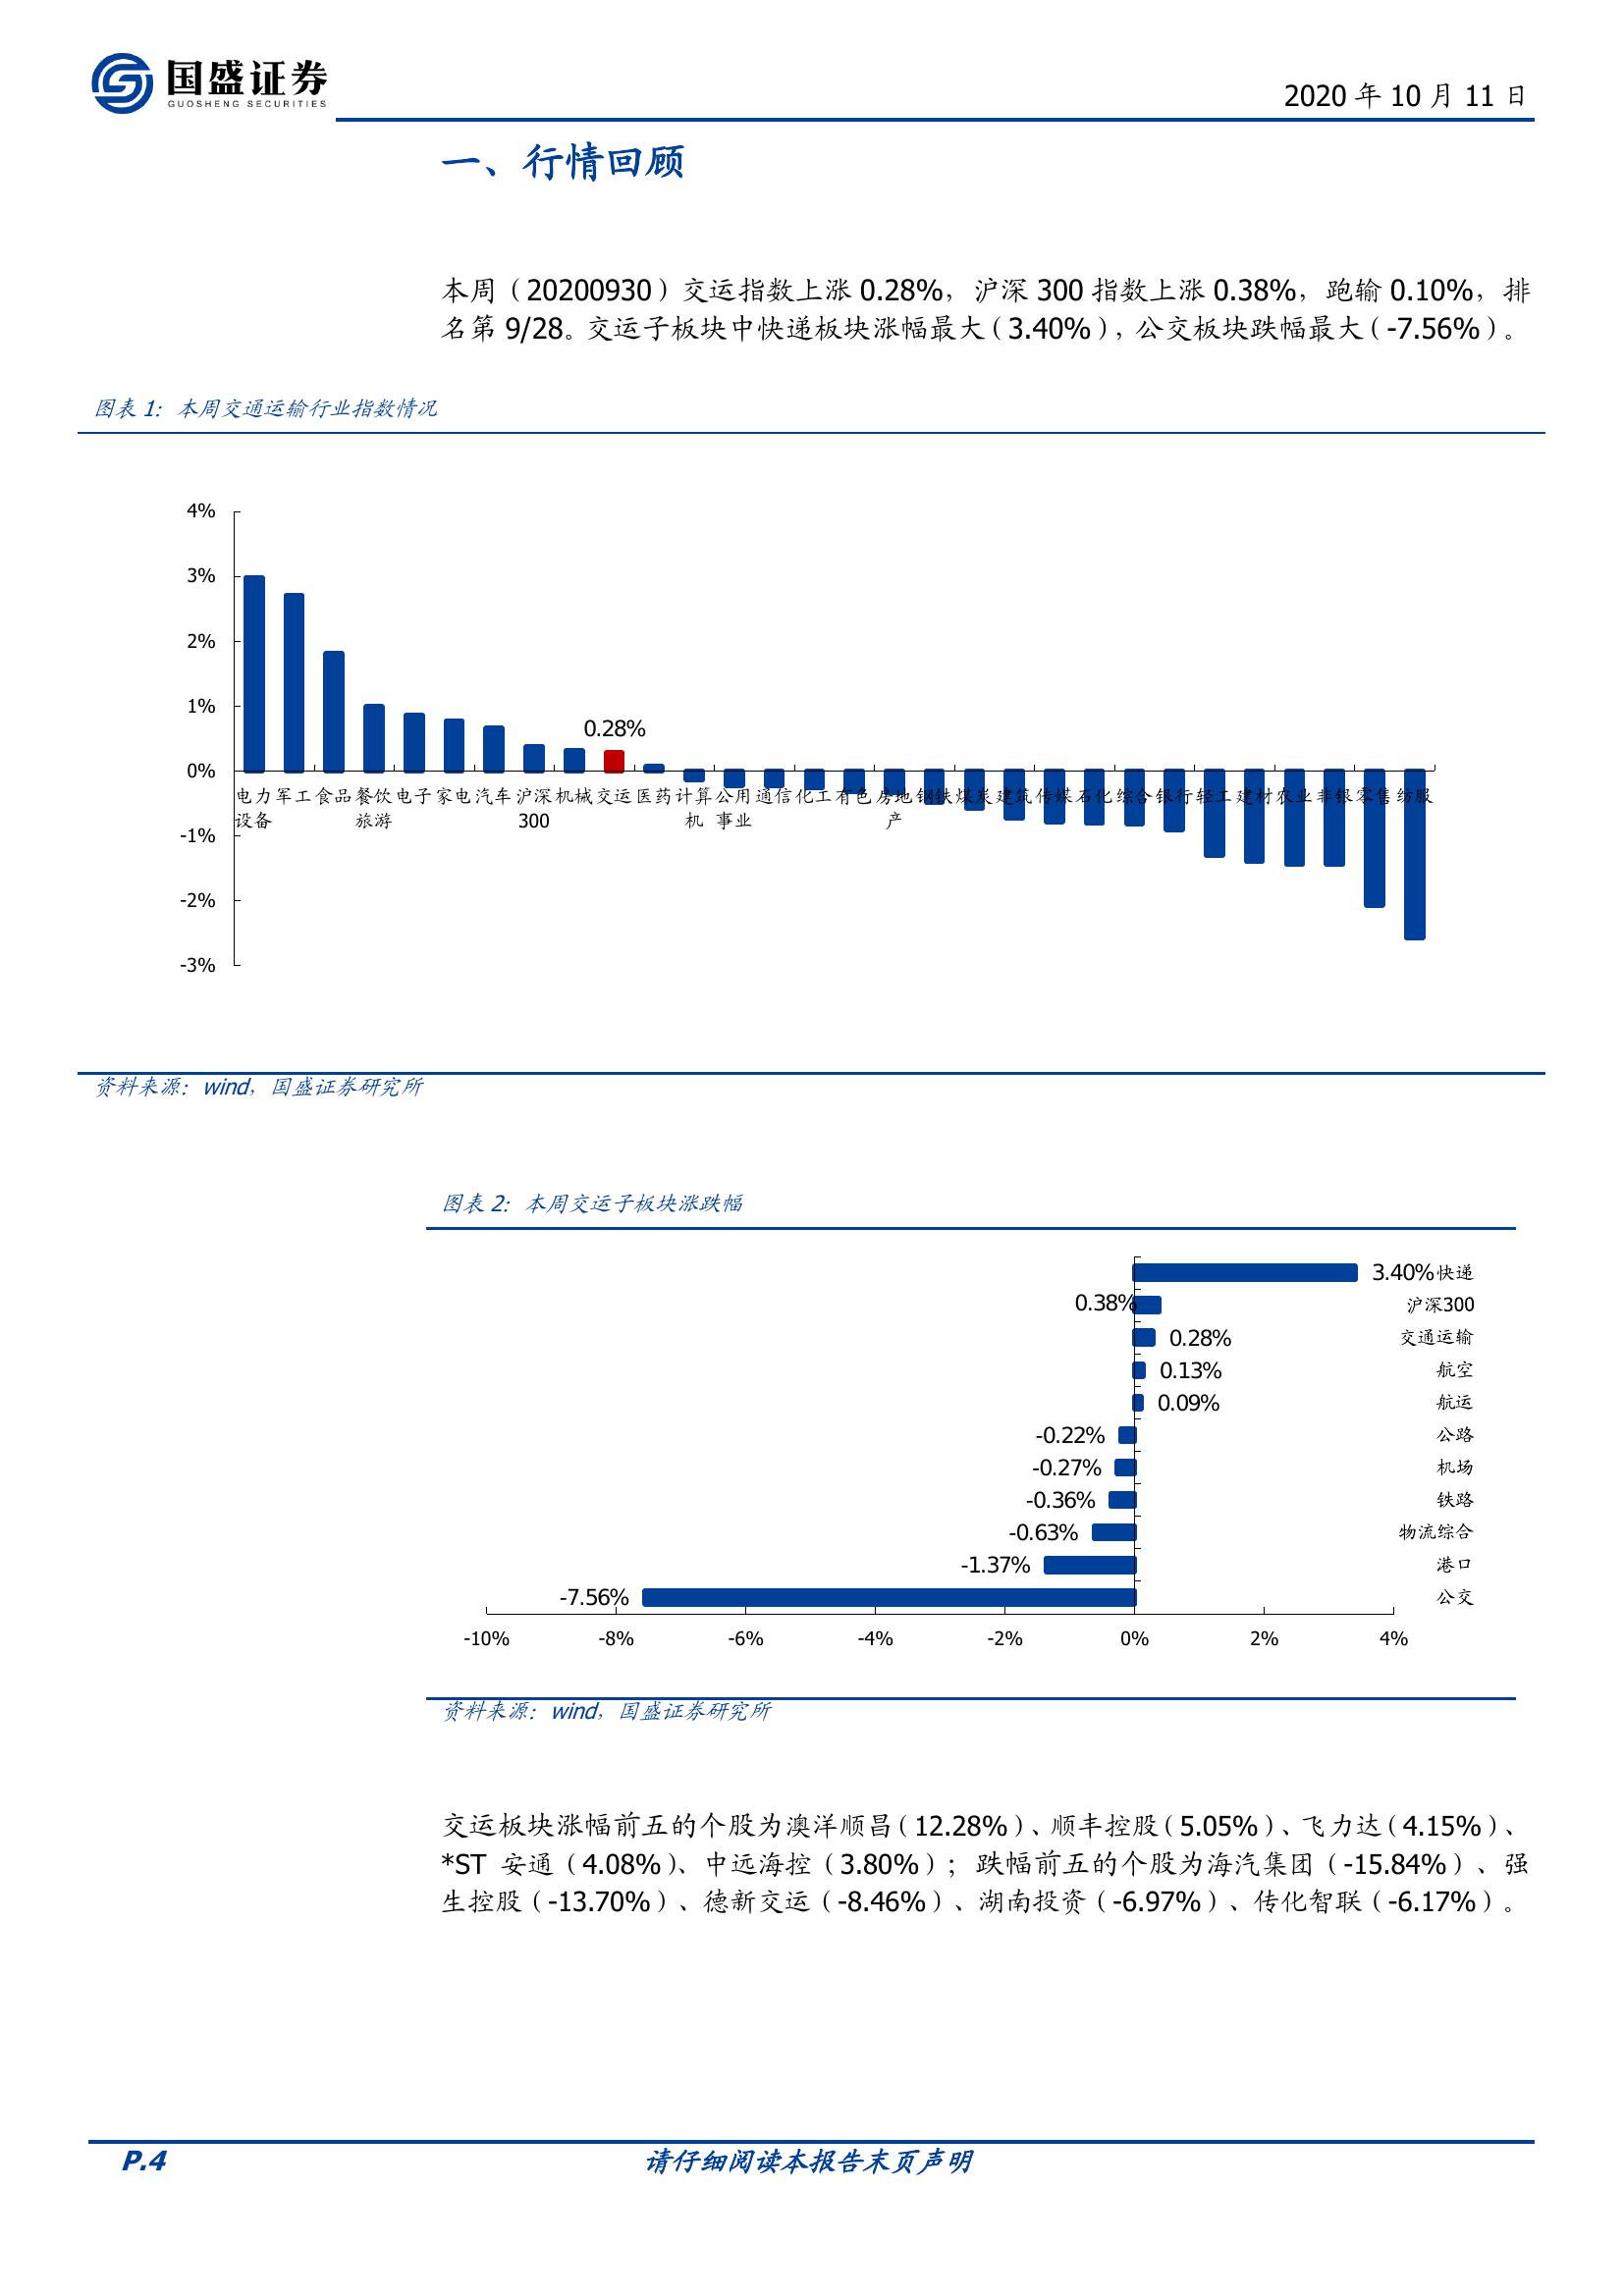 国盛证券
GUOSHENG SECURITIES
2020 年 10 月 11 日
一、行情回顾
本周（20200930）交运指数上涨 0.28%，沪深 300 指数上涨 0.38%，跑输 0.10%，排
名第 9/28。交运子板块中快递板块涨幅最大（3.40%），公交板块跌幅最大（-7.56%）。
图表 1：本周交通运输行业指数情况
4%
3%
2%
1%
0%
-1%
-2%
-3%
0.28%
电力 军工 食品 餐饮 电子 家电 汽车 沪深 机械 交运 医药 计算 公用 通信 化工 有色 房地 钢铁 煤炭 建筑 传媒 石化 综合 银行 轻工 建材 农业 非银 零售 纺服
设备 旅游 300 机 事业 产
资料来源：wind，国盛证券研究所
图表 2：本周交运子板块涨跌幅
3.40% 快递
0.38% 沪深300
0.28% 交通运输
0.13% 航空
0.09% 航运
-0.22% 公路
-0.27% 机场
-0.36% 铁路
-0.63% 物流综合
-1.37% 港口
-7.56% 公交
-10% -8% -6% -4% -2% 0% 2% 4%
资料来源：wind，国盛证券研究所
交运板块涨幅前五的个股为澳洋顺昌（12.28%）、顺丰控股（5.05%）、飞力达（4.15%）、
*ST 安通（4.08%）、中远海控（3.80%）；跌幅前五的个股为海汽集团（-15.84%）、强
生控股（-13.70%）、德新交运（-8.46%）、湖南投资（-6.97%）、传化智联（-6.17%）。
P.4 请仔细阅读本报告末页声明